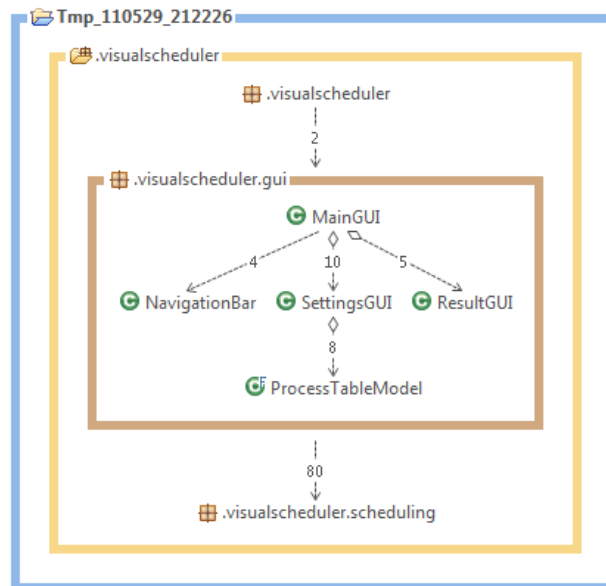 Tmp_110529_212226
.visualscheduler
.visualscheduler
2
.visualscheduler.gui
MainGUI
4 10 5
NavigationBar SettingsGUI ResultGUI
8
ProcessTableModel
80
.visualscheduler.scheduling